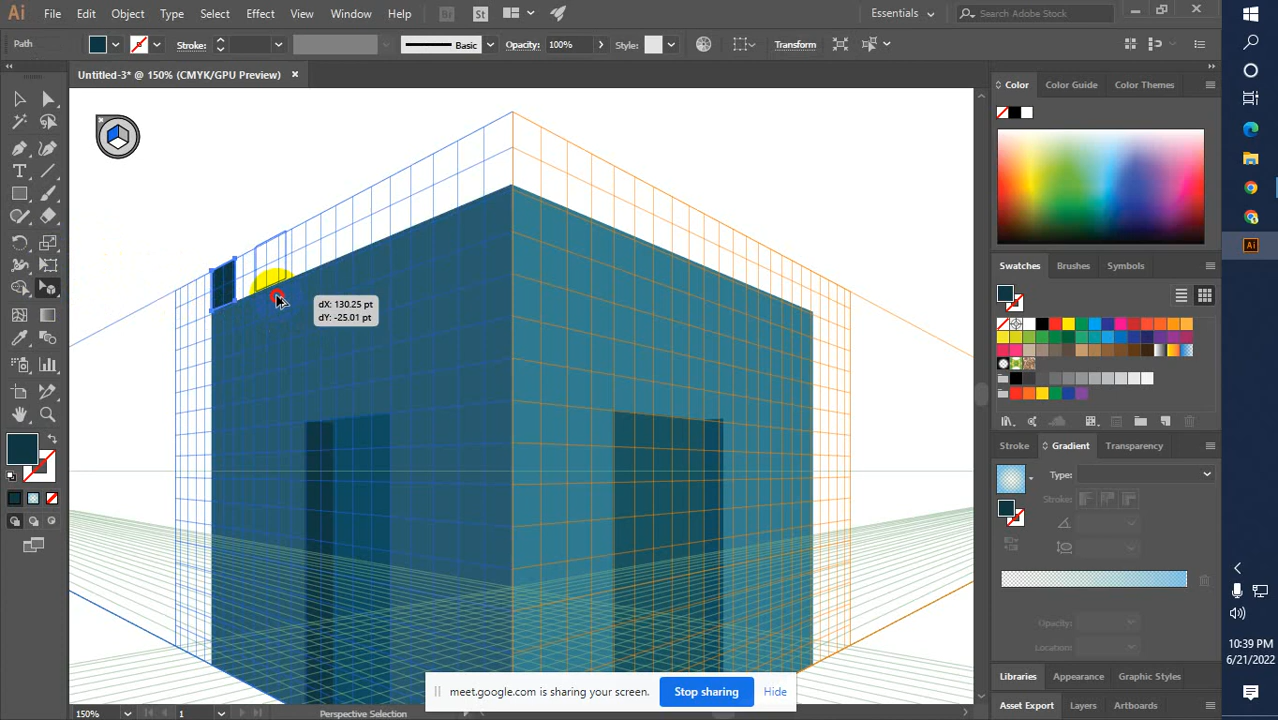 Ai File Edit Object Type Select Effect View Window Help Br St Essentials Search Adobe Stock
Path Stroke: Basic Opacity: 100% Style: Transform
Untitled-3* @ 150% (CMYK/GPU Preview)
Color Color Guide Color Themes
dX: 130.25 pt
dY: -25.01 pt
Swatches Brushes Symbols
Stroke Gradient Transparency
Type:
Stroke:
Opacity:
Location:
Libraries Appearance Graphic Styles
Asset Export Layers Artboards
meet.google.com is sharing your screen. Stop sharing Hide
150% 1 Perspective Selection
Ai
10:39 PM
6/21/2022